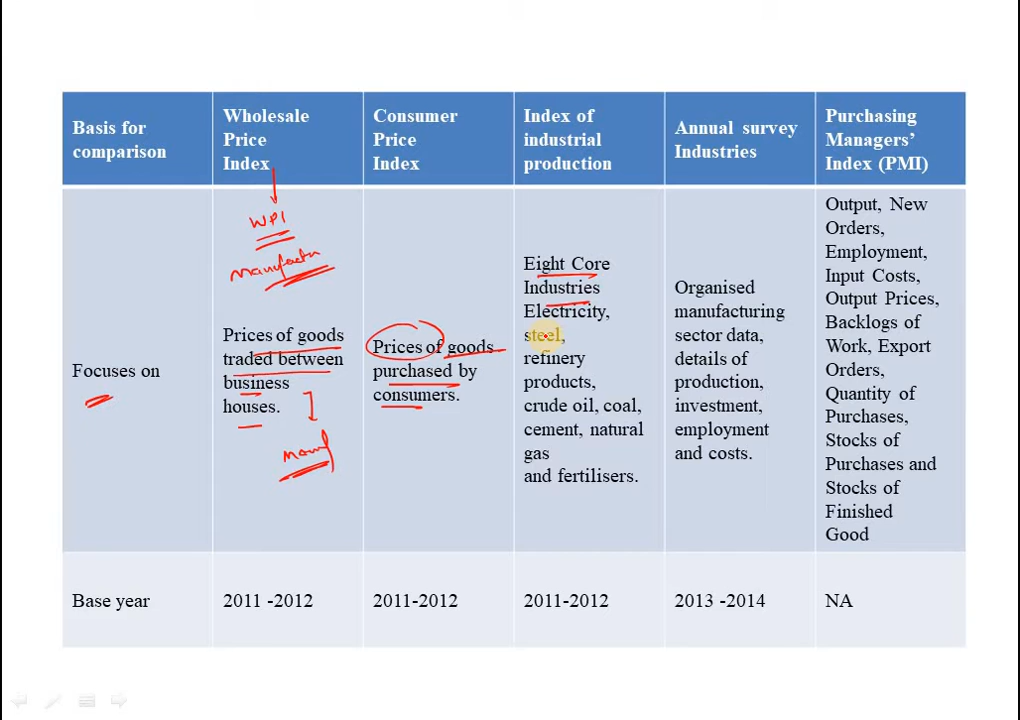 Basis for
comparison
Wholesale
Price
Index
Consumer
Price
Index
Index of
industrial
production
Annual survey
Industries
Purchasing
Managers’
Index (PMI)
Focuses on
WPI
Manufactu
Prices of goods
traded between
business
houses.
Manuf
Prices of goods
purchased by
consumers.
Eight Core
Industries
Electricity,
steel,
refinery
products,
crude oil, coal,
cement, natural
gas
and fertilisers.
Organised
manufacturing
sector data,
details of
production,
investment,
employment
and costs.
Output, New
Orders,
Employment,
Input Costs,
Output Prices,
Backlogs of
Work, Export
Orders,
Quantity of
Purchases,
Stocks of
Purchases and
Stocks of
Finished
Good
Base year
2011 -2012
2011-2012
2011-2012
2013 -2014
NA